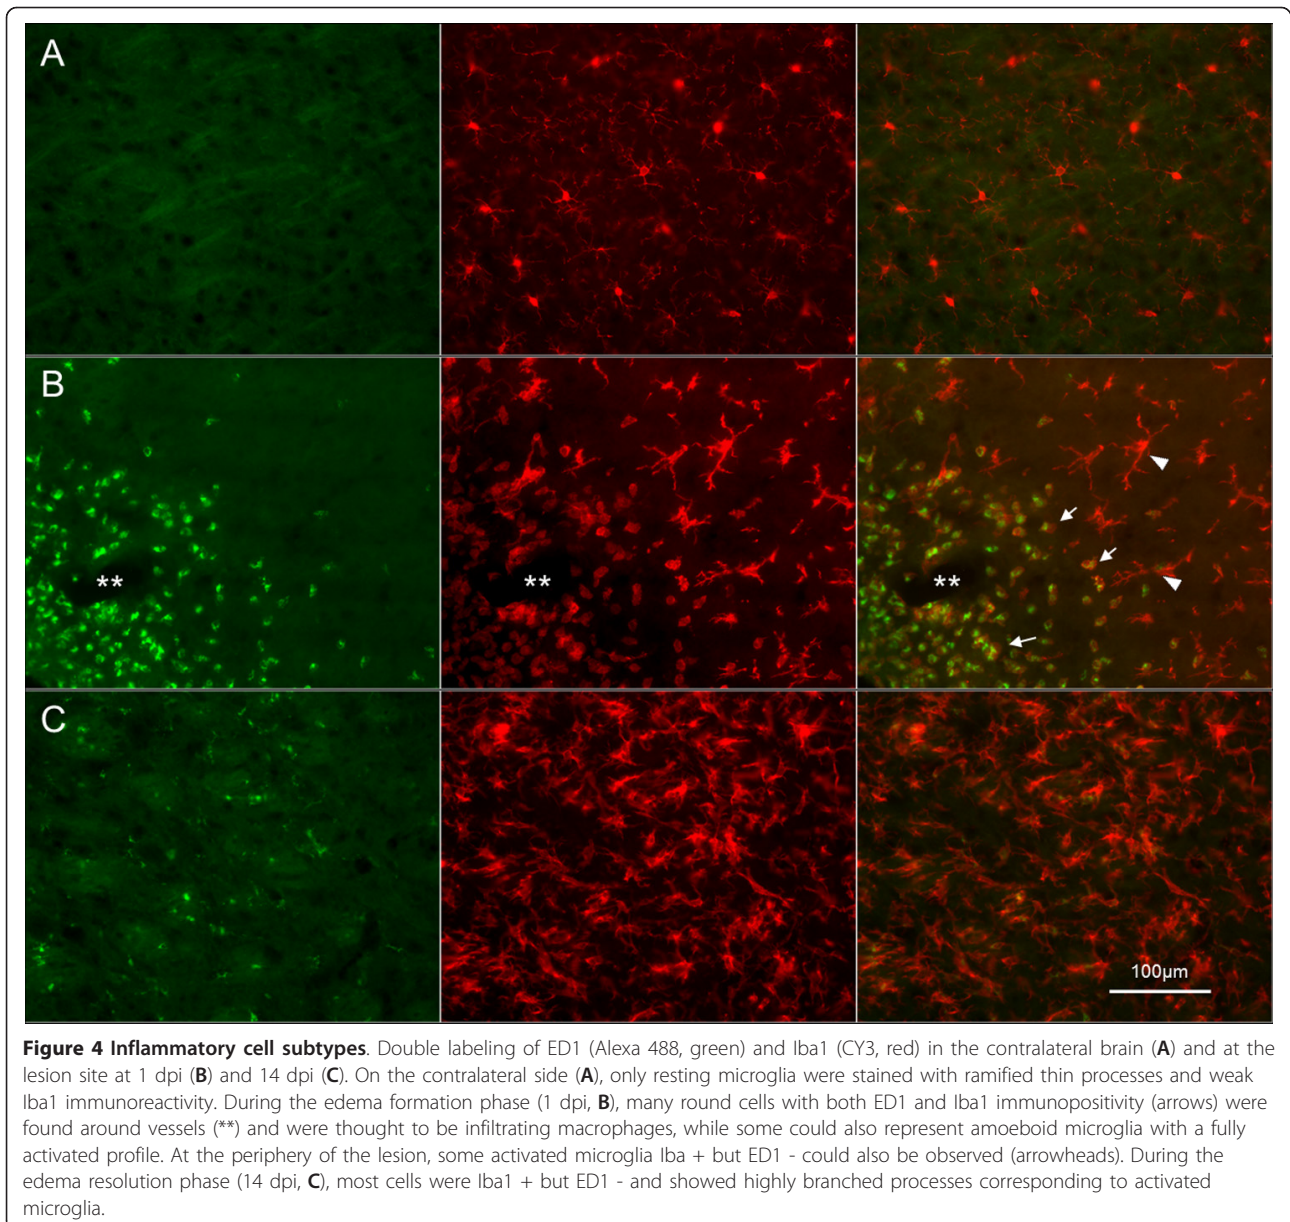 A
B
**
**
**
C
100µm
Figure 4 Inflammatory cell subtypes. Double labeling of ED1 (Alexa 488, green) and Iba1 (CY3, red) in the contralateral brain (A) and at the
lesion site at 1 dpi (B) and 14 dpi (C). On the contralateral side (A), only resting microglia were stained with ramified thin processes and weak
Iba1 immunoreactivity. During the edema formation phase (1 dpi, B), many round cells with both ED1 and Iba1 immunopositivity (arrows) were
found around vessels (**) and were thought to be infiltrating macrophages, while some could also represent amoeboid microglia with a fully
activated profile. At the periphery of the lesion, some activated microglia Iba + but ED1 - could also be observed (arrowheads). During the
edema resolution phase (14 dpi, C), most cells were Iba1 + but ED1 - and showed highly branched processes corresponding to activated
microglia.